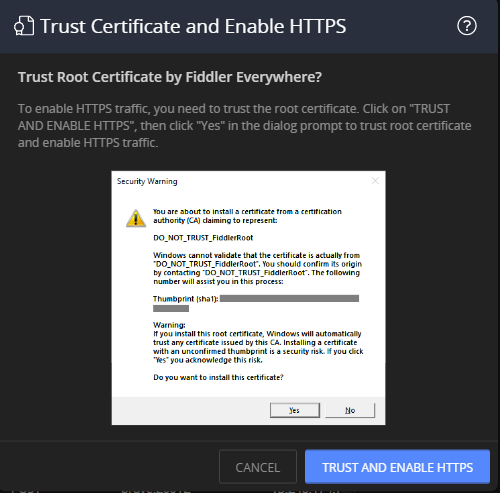 Trust Certificate and Enable HTTPS
Trust Root Certificate by Fiddler Everywhere?
To enable HTTPS traffic, you need to trust the root certificate. Click on "TRUST
AND ENABLE HTTPS", then click "Yes" in the dialog prompt to trust root certificate
and enable HTTPS traffic.
Security Warning
You are about to install a certificate from a certification
authority (CA) claiming to represent:
DO_NOT_TRUST_FiddlerRoot
Windows cannot validate that the certificate is actually from
"DO_NOT_TRUST_FiddlerRoot". You should confirm its origin
by contacting "DO_NOT_TRUST_FiddlerRoot". The following
number will assist you in this process:
Thumbprint (sha1):
Warning:
If you install this root certificate, Windows will automatically
trust any certificate issued by this CA. Installing a certificate
with an unconfirmed thumbprint is a security risk. If you click
"Yes" you acknowledge this risk.
Do you want to install this certificate?
Yes No
CANCEL TRUST AND ENABLE HTTPS